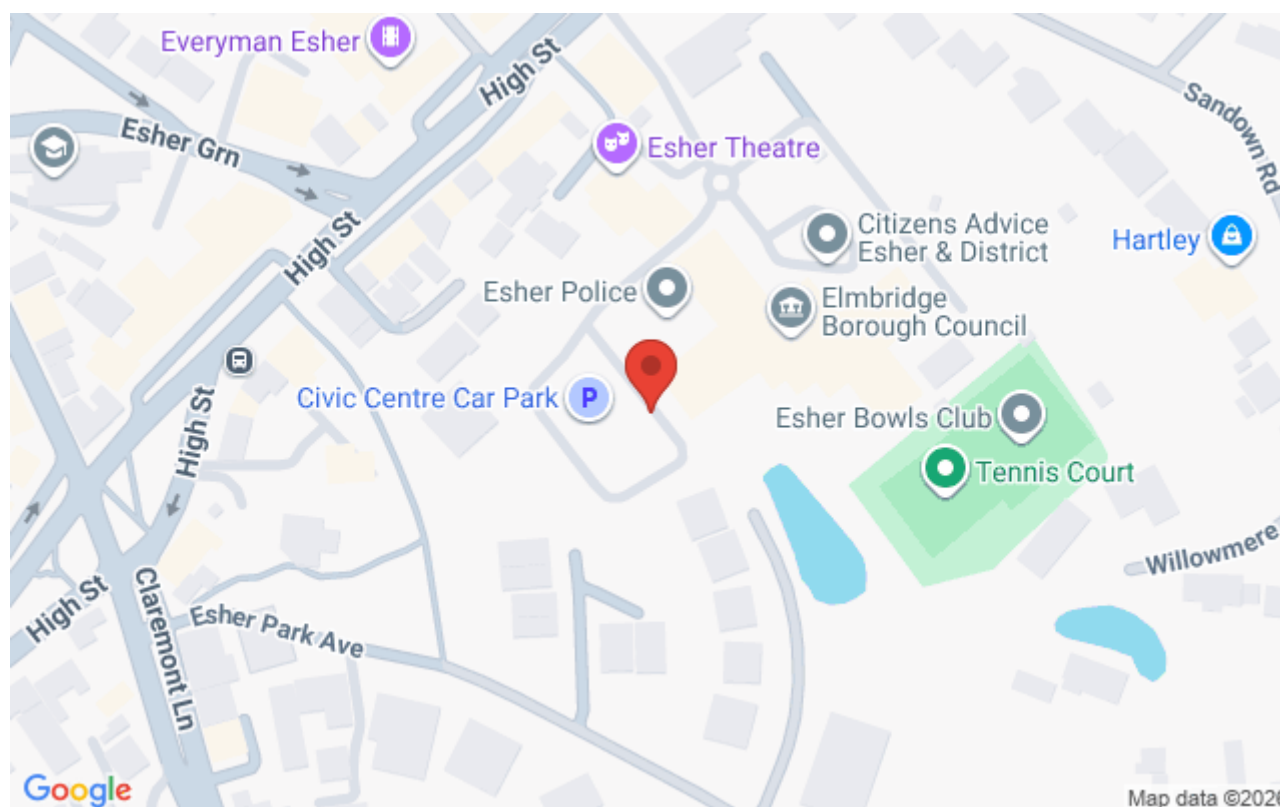 Everyman Esher
High St
Esher Grn
Esher Theatre
Sandown Rd
High St
Citizens Advice
Esher & District
Hartley
Esher Police
Elmbridge
Borough Council
Civic Centre Car Park
P
Esher Bowls Club
High St
Tennis Court
Willowmere
High St
Claremont Ln
Esher Park Ave
Google
Map data ©2026